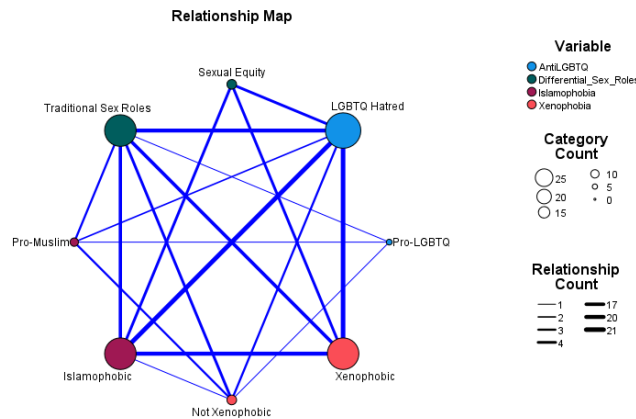 Relationship Map
Sexual Equity
Traditional Sex Roles
LGBTQ Hatred
Pro-Muslim
Pro-LGBTQ
Islamophobic
Xenophobic
Not Xenophobic
Variable
AntiLGBTQ
Differential_Sex_Roles
Islamophobia
Xenophobia
Category
Count
25 10
20 5
15 0
Relationship
Count
1 17
2 20
3 21
4